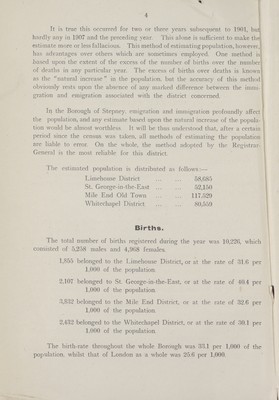 4
It is true this occurred for two or three years subsequent to 1901, but
hardly any in 1907 and the preceding year. This alone is sufficient to make the
estimate more or less fallacious. This method of estimating population, however,
has advantages over others which are sometimes employed. One method is
based upon the extent of the excess of the number of births over the number
of deaths in any particular year. The excess of births over deaths is known
as the "natural increase" in the population, but the accuracy of this method
obviously rests upon the absence of any marked difference between the immi-
gration and emigration associated with the district concerned.
In the Borough of Stepney, emigration and immigration profoundly affect
the population, and any estimate based upon the natural increase of the popula-
tion would be almost worthless. It will be thus understood that, after a certain
period since the census was taken, all methods of estimating the population
are liable to error. On the whole, the method adopted by the Registrar-
General is the most reliable for this district.
The estimated population is distributed as follows:—
Limehouse District ... ... 58,685
St. George-in-the-East ... 52,150
Mile End Old Town ... ... 117,529
Whitechapel District ... 80,559
Births.
The total number of births registered during the year was 10,226, which
consisted of 5,258 males and 4,968 females.
1,855 belonged to the Limehouse District, or at the rate of 31.6 per
1,000 of the population.
2,107 belonged to St. George-in-the-East, or at the rate of 40.4 per
1,000 of the population.
3,832 belonged to the Mile End District, or at the rate of 32.6 per
1,000 of the population.
2,432 belonged to the Whitechapel District, or at the rate of 30.1 per
1,000 of the population.
The birth-rate throughout the whole Borough was 33.1 per 1,000 of the
population, whilst that of London as a whole was 25.6 per 1,000.